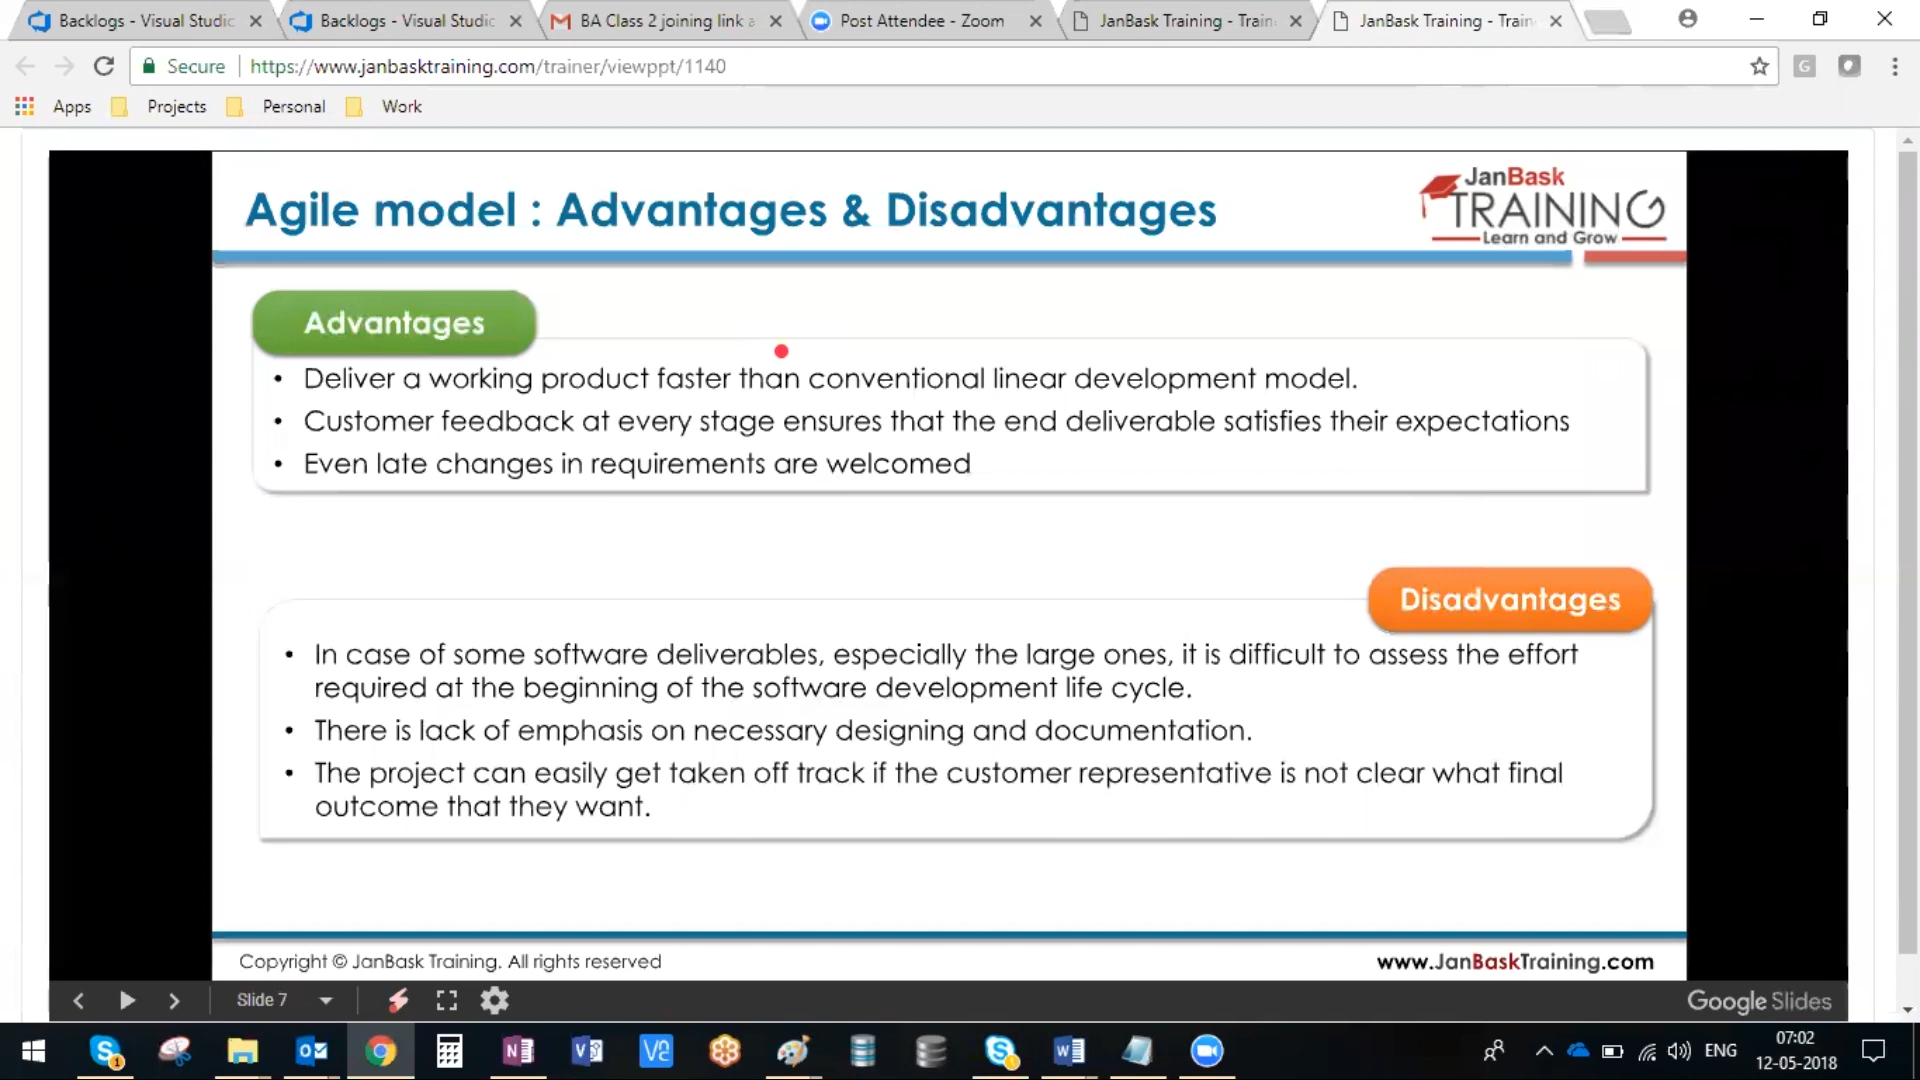 Backlogs - Visual Studic
Backlogs - Visual Studic
BA Class 2 joining link a
Post Attendee - Zoom
JanBask Training - Train
JanBask Training - Train
Secure
https://www.janbasktraining.com/trainer/viewppt/1140
Apps
Projects
Personal
Work
Agile model : Advantages & Disadvantages
JanBask
TRAINING
Learn and Grow
Advantages
• Deliver a working product faster than conventional linear development model.
• Customer feedback at every stage ensures that the end deliverable satisfies their expectations
• Even late changes in requirements are welcomed
Disadvantages
• In case of some software deliverables, especially the large ones, it is difficult to assess the effort
required at the beginning of the software development life cycle.
• There is lack of emphasis on necessary designing and documentation.
• The project can easily get taken off track if the customer representative is not clear what final
outcome that they want.
Copyright © JanBask Training. All rights reserved
www.JanBaskTraining.com
Slide 7
Google Slides
ENG
07:02
12-05-2018